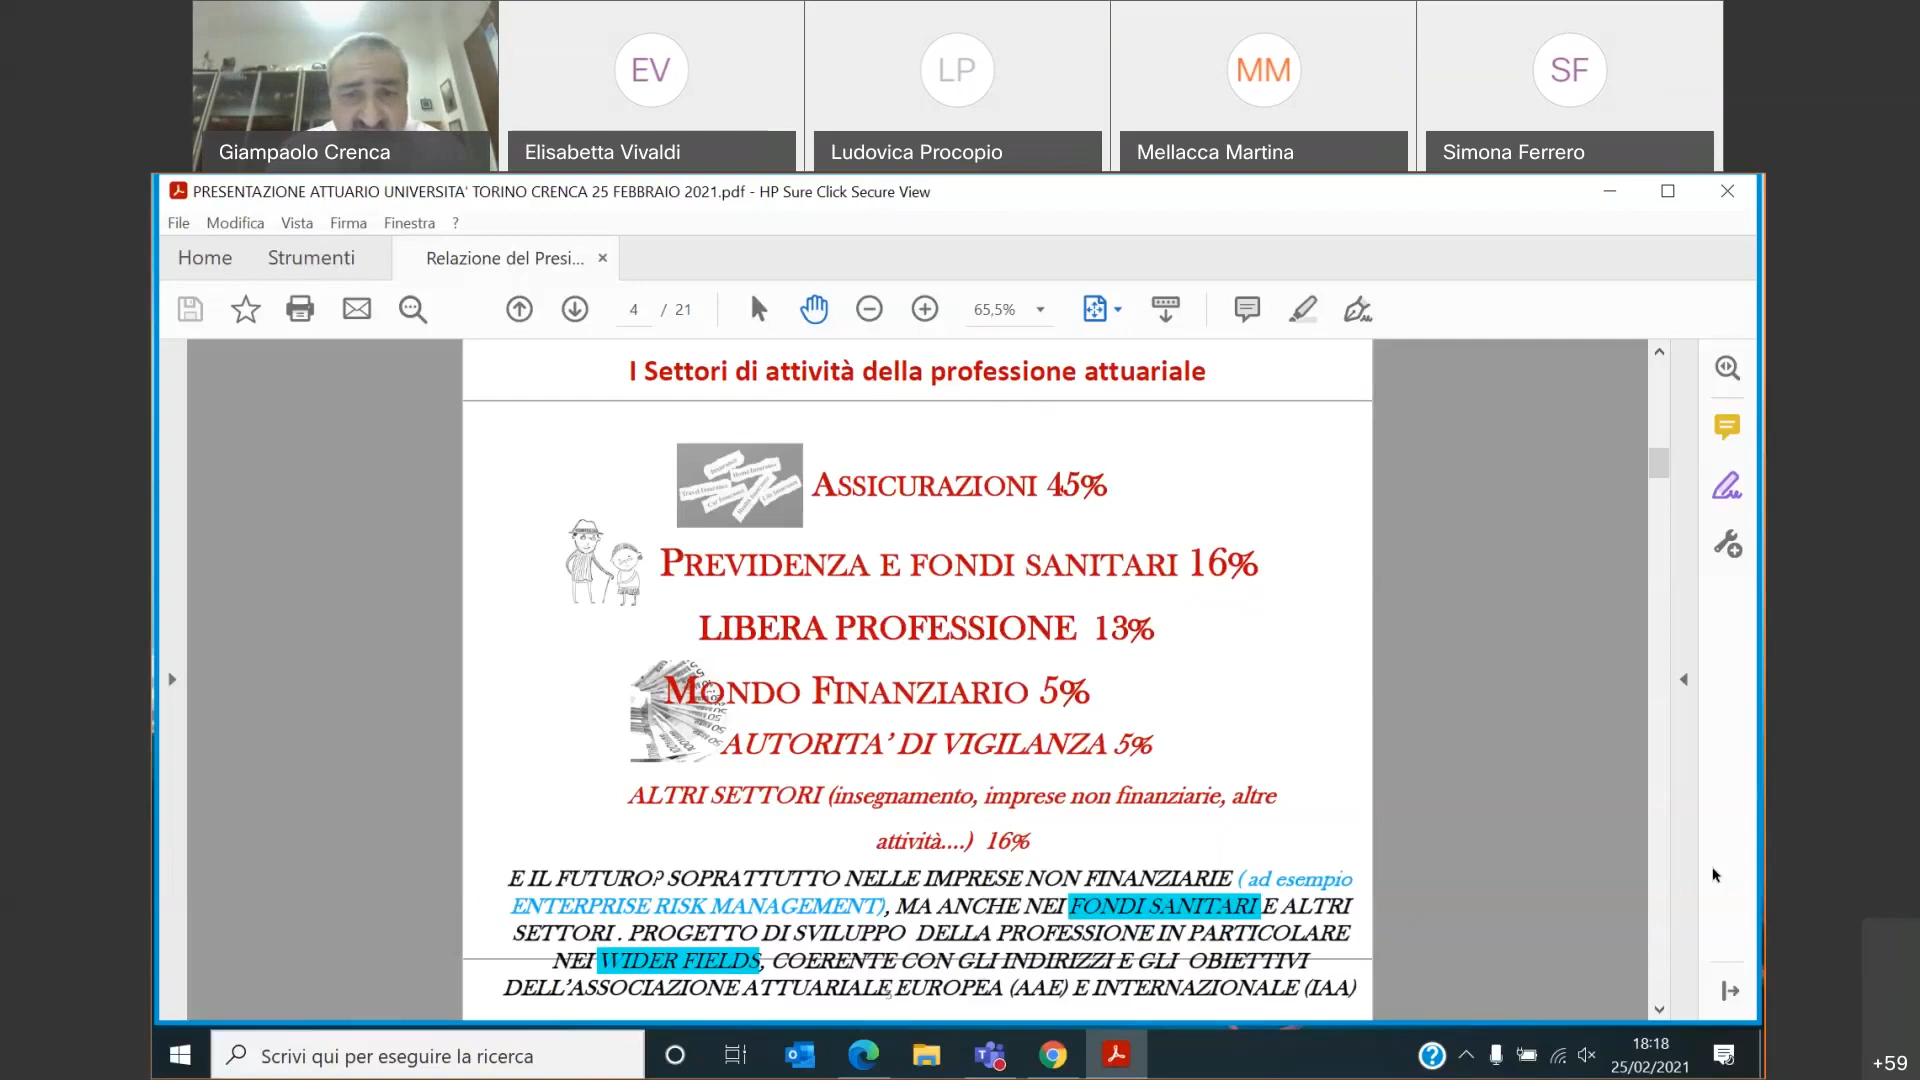 EV
LP
MM
SF
Giampaolo Crenca
Elisabetta Vivaldi
Ludovica Procopio
Mellacca Martina
Simona Ferrero
PRESENTAZIONE ATTUARIO UNIVERSITA' TORINO CRENCA 25 FEBBRAIO 2021.pdf - HP Sure Click Secure View
File Modifica Vista Firma Finestra ?
Home Strumenti Relazione del Presi... ×
4 / 21 65,5%
I Settori di attività della professione attuariale
ASSICURAZIONI 45%
PREVIDENZA E FONDI SANITARI 16%
LIBERA PROFESSIONE 13%
MONDO FINANZIARIO 5%
AUTORITA' DI VIGILANZA 5%
ALTRI SETTORI (insegnamento, imprese non finanziarie, altre
attività....) 16%
E IL FUTURO? SOPRATTUTTO NELLE IMPRESE NON FINANZIARIE ( ad esempio
ENTERPRISE RISK MANAGEMENT), MA ANCHE NEI FONDI SANITARI E ALTRI
SETTORI . PROGETTO DI SVILUPPO DELLA PROFESSIONE IN PARTICOLARE
NEI WIDER FIELDS, COERENTE CON GLI INDIRIZZI E GLI OBIETTIVI
DELL'ASSOCIAZIONE ATTUARIALE EUROPEA (AAE) E INTERNAZIONALE (IAA)
Scrivi qui per eseguire la ricerca
18:18
25/02/2021
+59